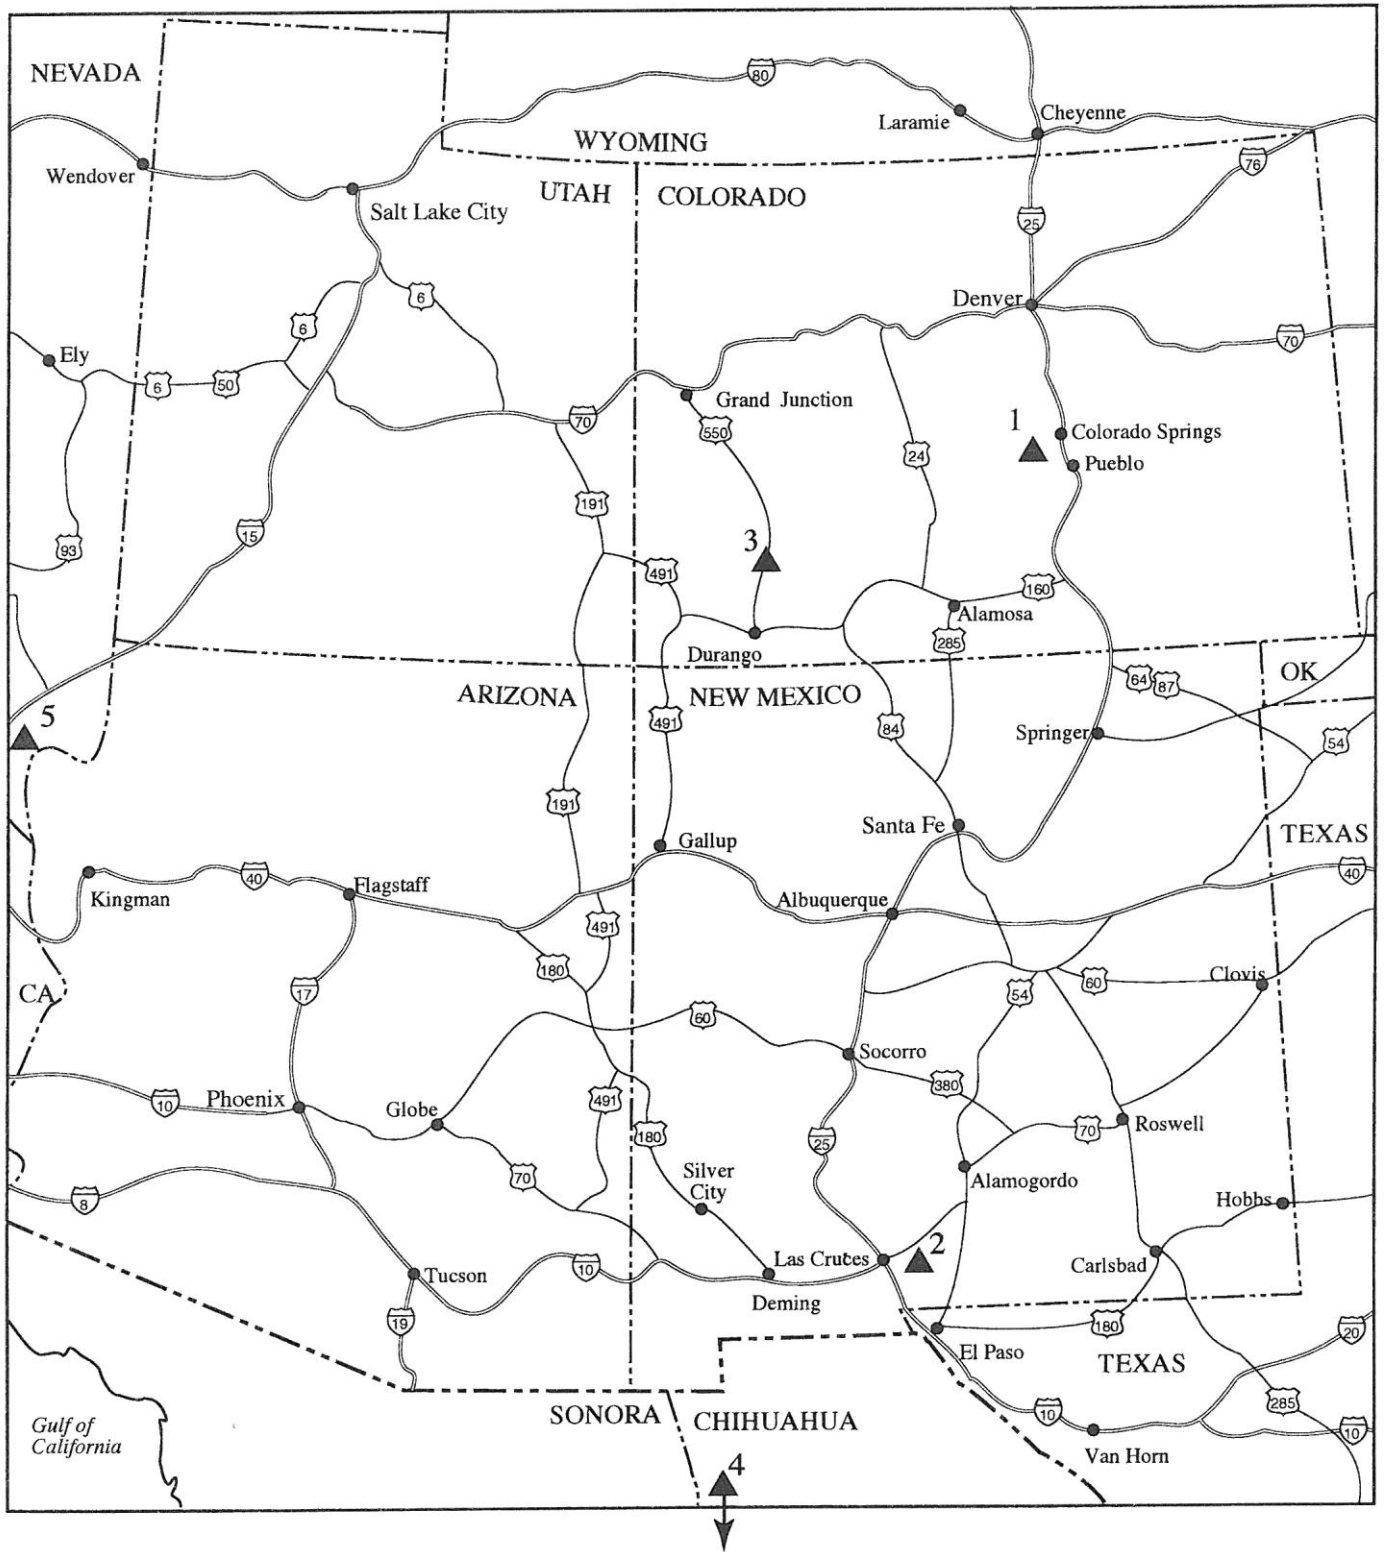 NEVADA
80
Laramie
Cheyenne
WYOMING
76
Wendover
UTAH
COLORADO
Salt Lake City
25
6
Denver
6
70
Ely
6
50
Grand Junction
70
550
1
Colorado Springs
24
Pueblo
191
15
3
93
491
160
Alamosa
285
Durango
OK
64
87
ARIZONA
NEW MEXICO
5
491
84
Springer
54
191
Santa Fe
TEXAS
Gallup
40
40
Flagstaff
Kingman
Albuquerque
491
180
Clovis
60
CA
17
54
60
Socorro
380
10
Phoenix
Globe
491
Roswell
70
180
25
70
Silver
City
Alamogordo
8
Hobbs
2
Las Cruces
Carlsbad
10
Tucson
Deming
19
180
20
El Paso
TEXAS
285
10
SONORA
CHIHUAHUA
Gulf of
California
10
Van Horn
4